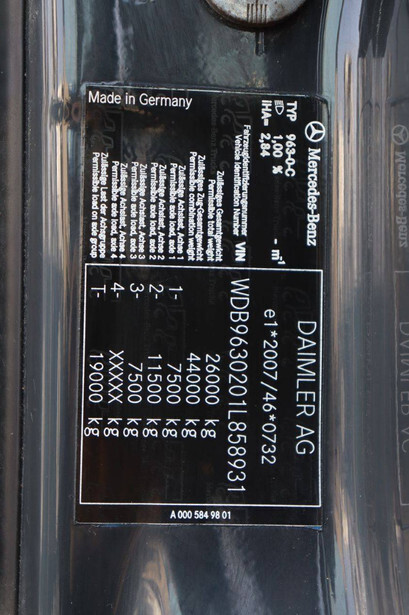 Mercedes-Benz
DAIMLER AG
TYP 963-0-C
e1*2007/46*0732
1,00 % - m⁻¹
IHA= 2,84
Fahrzeugidentifizierungsnummer
Vehicle Identification Number VIN WDB9630201L858931
Zulässiges Gesamtgewicht
Permissible total weight 26000 kg
Zulässiges Zug-Gesamtgewicht
Permissible combination weight 44000 kg
Zulässige Achslast, Achse 1
Permissible axle load, axle 1 1- 7500 kg
Zulässige Achslast, Achse 2
Permissible axle load, axle 2 2- 11500 kg
Zulässige Achslast, Achse 3
Permissible axle load, axle 3 3- 7500 kg
Zulässige Achslast, Achse 4
Permissible axle load, axle 4 4- XXXXX kg
Zulässige Last der Achsgruppe
Permissible load on axle group T- 19000 kg
Made in Germany
A 000 584 98 01